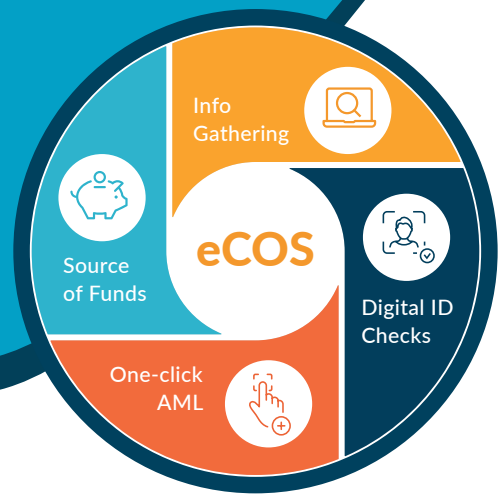 Info
Gathering
eCOS
Source
of Funds
Digital ID
Checks
One-click
AML